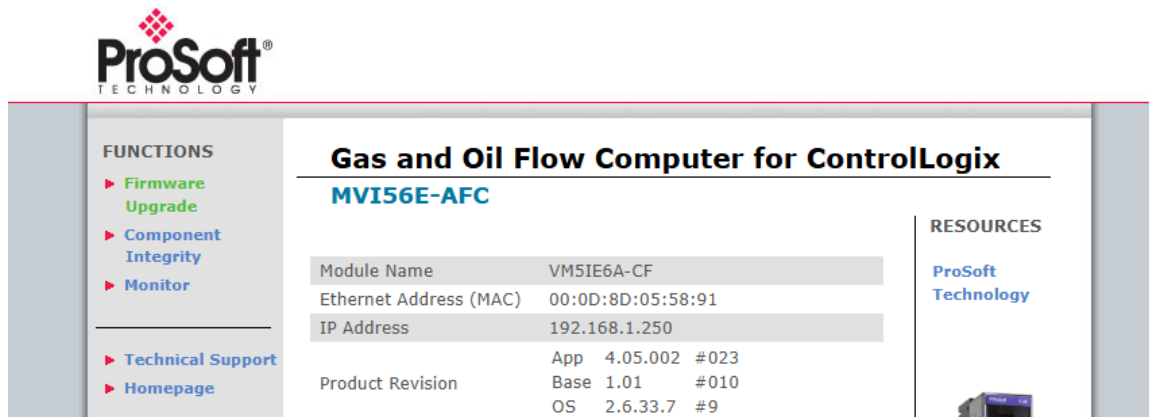 ProSoft®
TECHNOLOGY
FUNCTIONS
Firmware
Upgrade
Component
Integrity
Monitor
Technical Support
Homepage
Gas and Oil Flow Computer for ControlLogix
MVI56E-AFC
Module Name VM5IE6A-CF
Ethernet Address (MAC) 00:0D:8D:05:58:91
IP Address 192.168.1.250
Product Revision
App 4.05.002 #023
Base 1.01 #010
OS 2.6.33.7 #9
RESOURCES
ProSoft
Technology